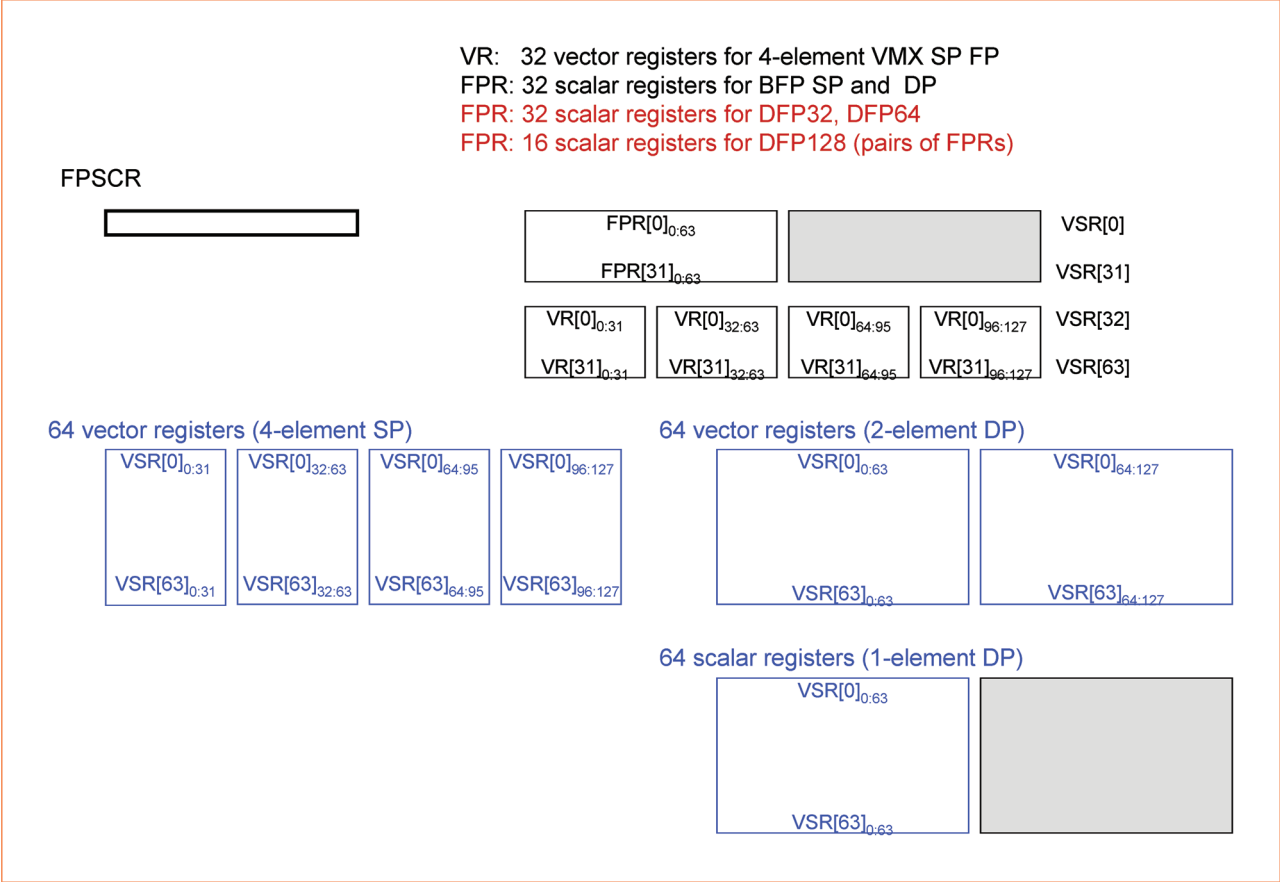 VR: 32 vector registers for 4-element VMX SP FP
FPR: 32 scalar registers for BFP SP and DP
FPR: 32 scalar registers for DFP32, DFP64
FPR: 16 scalar registers for DFP128 (pairs of FPRs)
FPSCR
FPR[0]0:63 VSR[0]
FPR[31]0:63 VSR[31]
VR[0]0:31 VR[0]32:63 VR[0]64:95 VR[0]96:127 VSR[32]
VR[31]0:31 VR[31]32:63 VR[31]64:95 VR[31]96:127 VSR[63]
64 vector registers (4-element SP)
VSR[0]0:31 VSR[0]32:63 VSR[0]64:95 VSR[0]96:127
VSR[63]0:31 VSR[63]32:63 VSR[63]64:95 VSR[63]96:127
64 vector registers (2-element DP)
VSR[0]0:63 VSR[0]64:127
VSR[63]0:63 VSR[63]64:127
64 scalar registers (1-element DP)
VSR[0]0:63
VSR[63]0:63